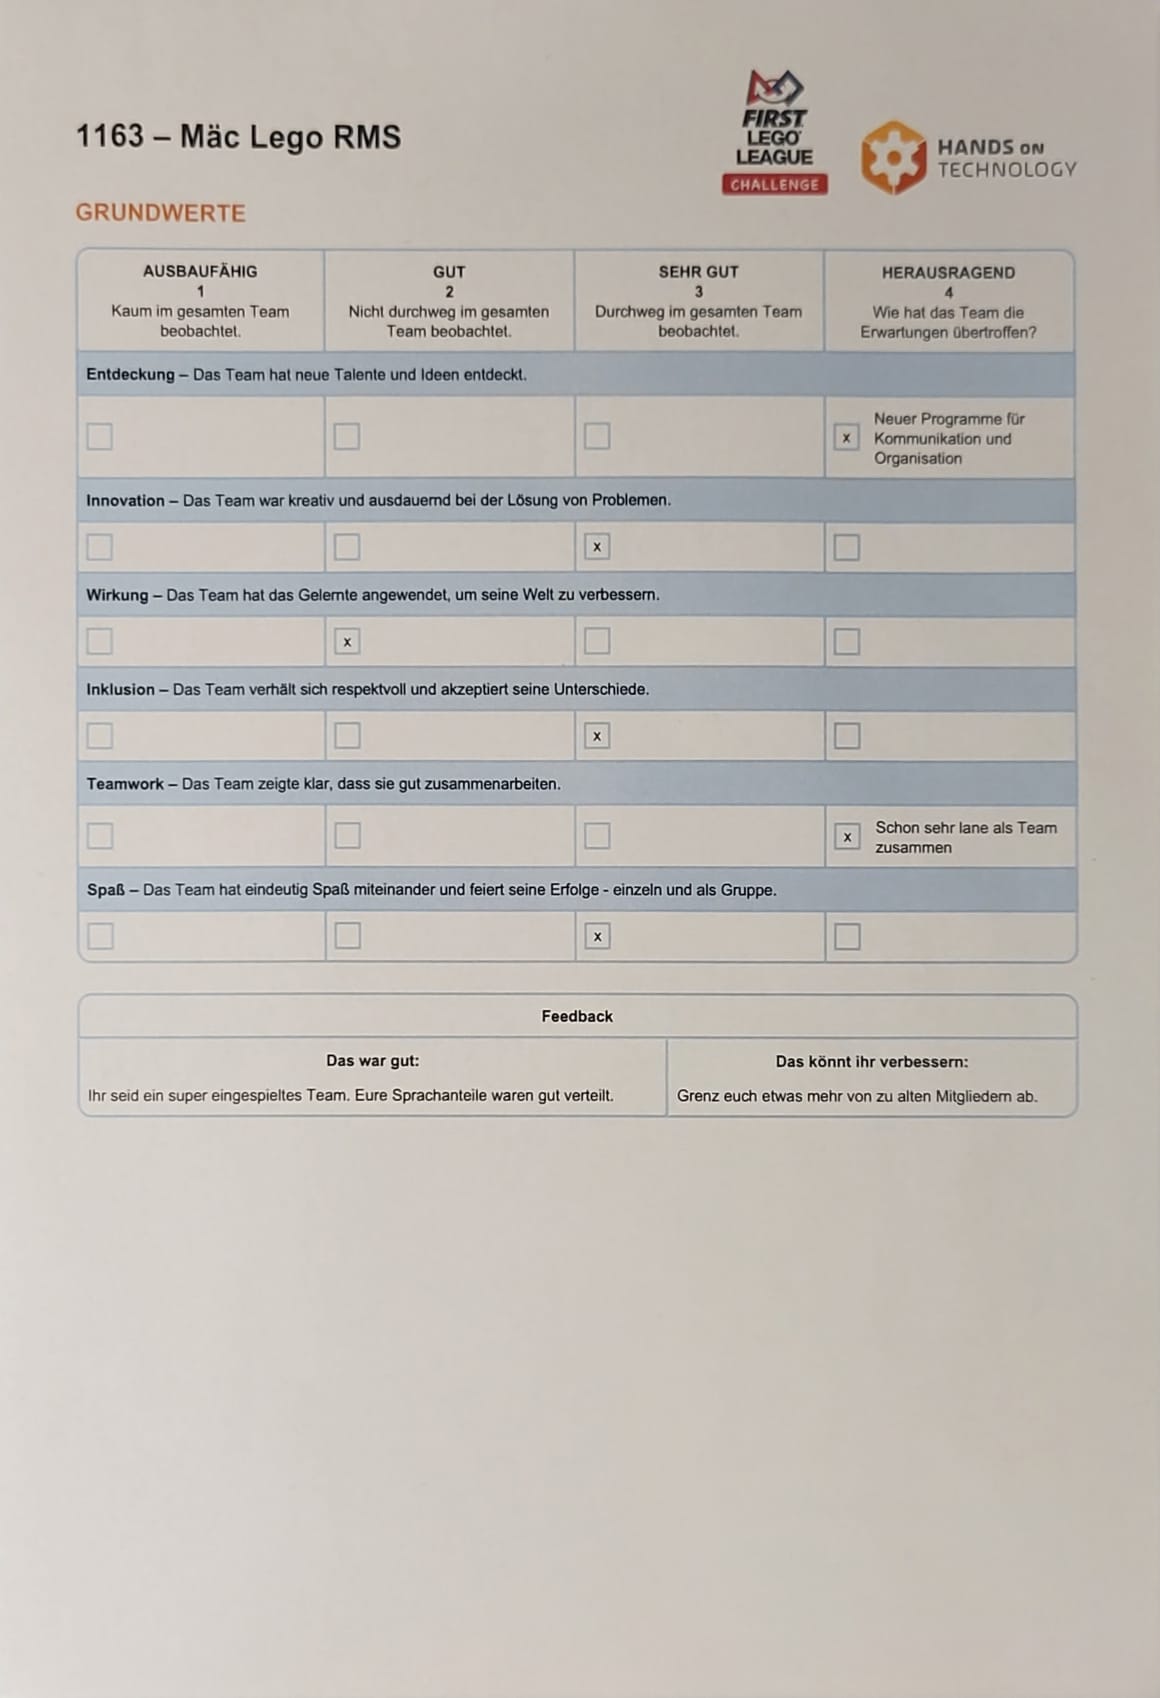 1163 – Mäc Lego RMS
FIRST
LEGO
LEAGUE
CHALLENGE
HANDS ON
TECHNOLOGY
GRUNDWERTE
AUSBAUFÄHIG
1
Kaum im gesamten Team
beobachtet.
GUT
2
Nicht durchweg im gesamten
Team beobachtet.
SEHR GUT
3
Durchweg im gesamten Team
beobachtet.
HERAUSRAGEND
4
Wie hat das Team die
Erwartungen übertroffen?
Entdeckung – Das Team hat neue Talente und Ideen entdeckt.
x
Neuer Programme für
Kommunikation und
Organisation
Innovation – Das Team war kreativ und ausdauernd bei der Lösung von Problemen.
x
Wirkung – Das Team hat das Gelernte angewendet, um seine Welt zu verbessern.
x
Inklusion – Das Team verhält sich respektvoll und akzeptiert seine Unterschiede.
x
Teamwork – Das Team zeigte klar, dass sie gut zusammenarbeiten.
x
Schon sehr lane als Team
zusammen
Spaß – Das Team hat eindeutig Spaß miteinander und feiert seine Erfolge - einzeln und als Gruppe.
x
Feedback
Das war gut:
Ihr seid ein super eingespieltes Team. Eure Sprachanteile waren gut verteilt.
Das könnt ihr verbessern:
Grenz euch etwas mehr von zu alten Mitgliedern ab.